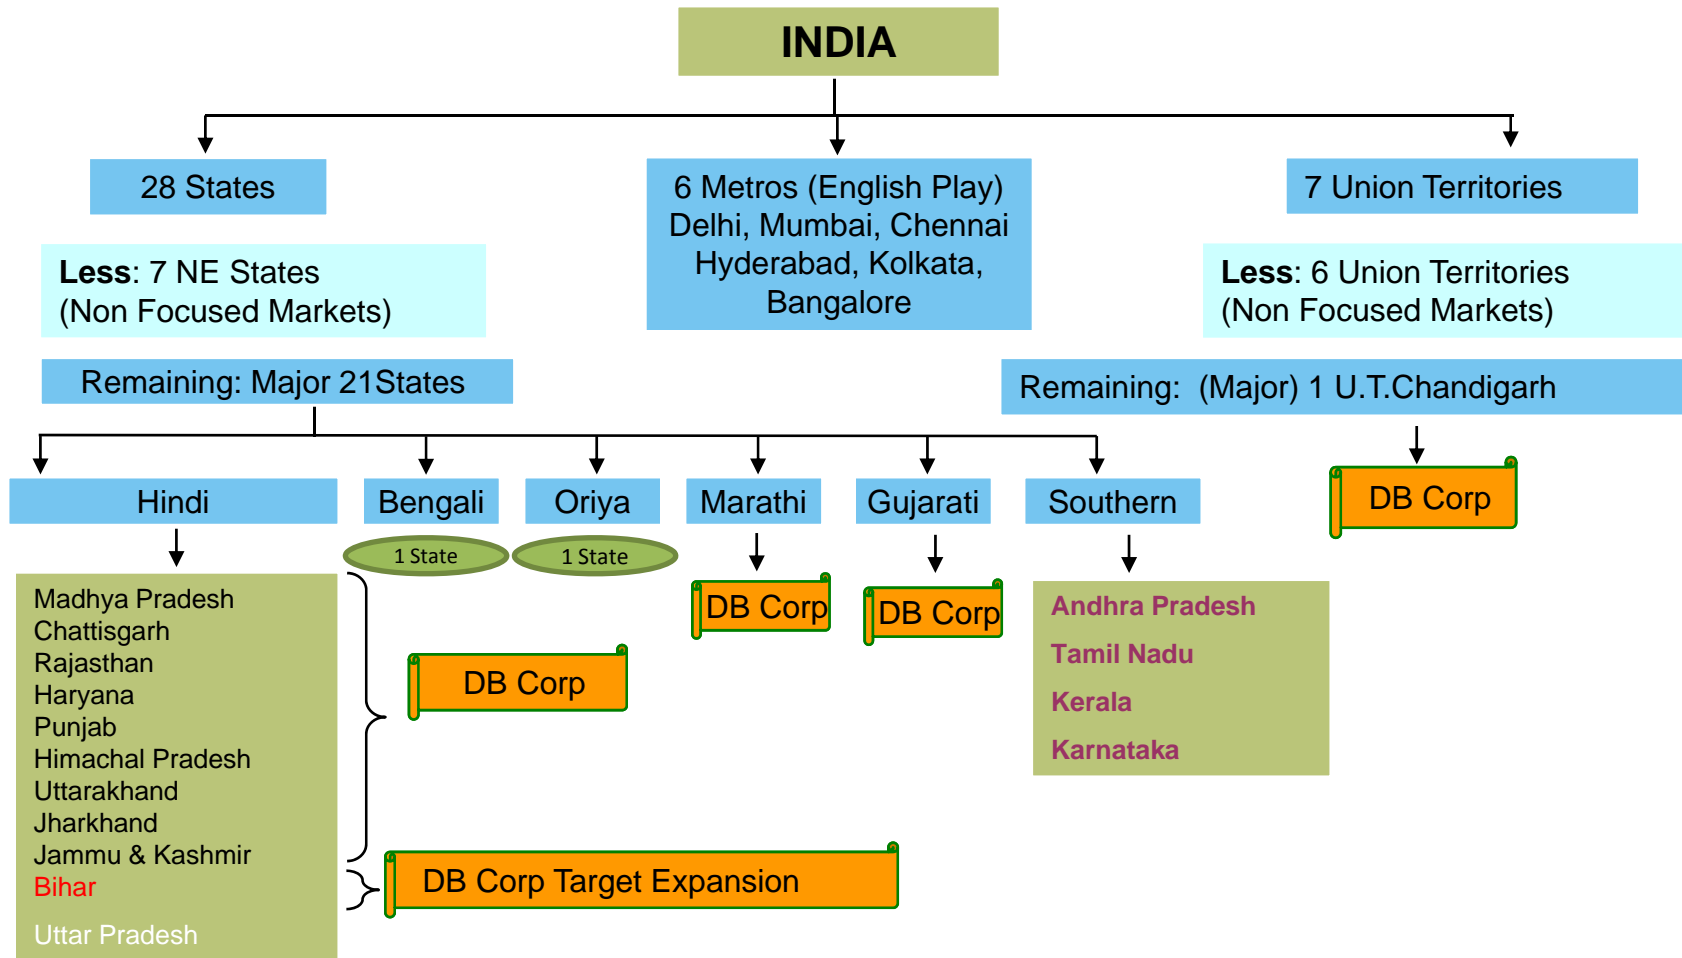 INDIA
28 States
6 Metros (English Play)
Delhi, Mumbai, Chennai
Hyderabad, Kolkata,
Bangalore
7 Union Territories
Less: 7 NE States
(Non Focused Markets)
Less: 6 Union Territories
(Non Focused Markets)
Remaining: Major 21States
Remaining: (Major) 1 U.T.Chandigarh
DB Corp
Hindi
Bengali
Oriya
Marathi
Gujarati
Southern
1 State
1 State
DB Corp
DB Corp
Madhya Pradesh
Chattisgarh
Rajasthan
Haryana
Punjab
Himachal Pradesh
Uttarakhand
Jharkhand
Jammu & Kashmir
Bihar
Uttar Pradesh
DB Corp
DB Corp Target Expansion
Andhra Pradesh
Tamil Nadu
Kerala
Karnataka